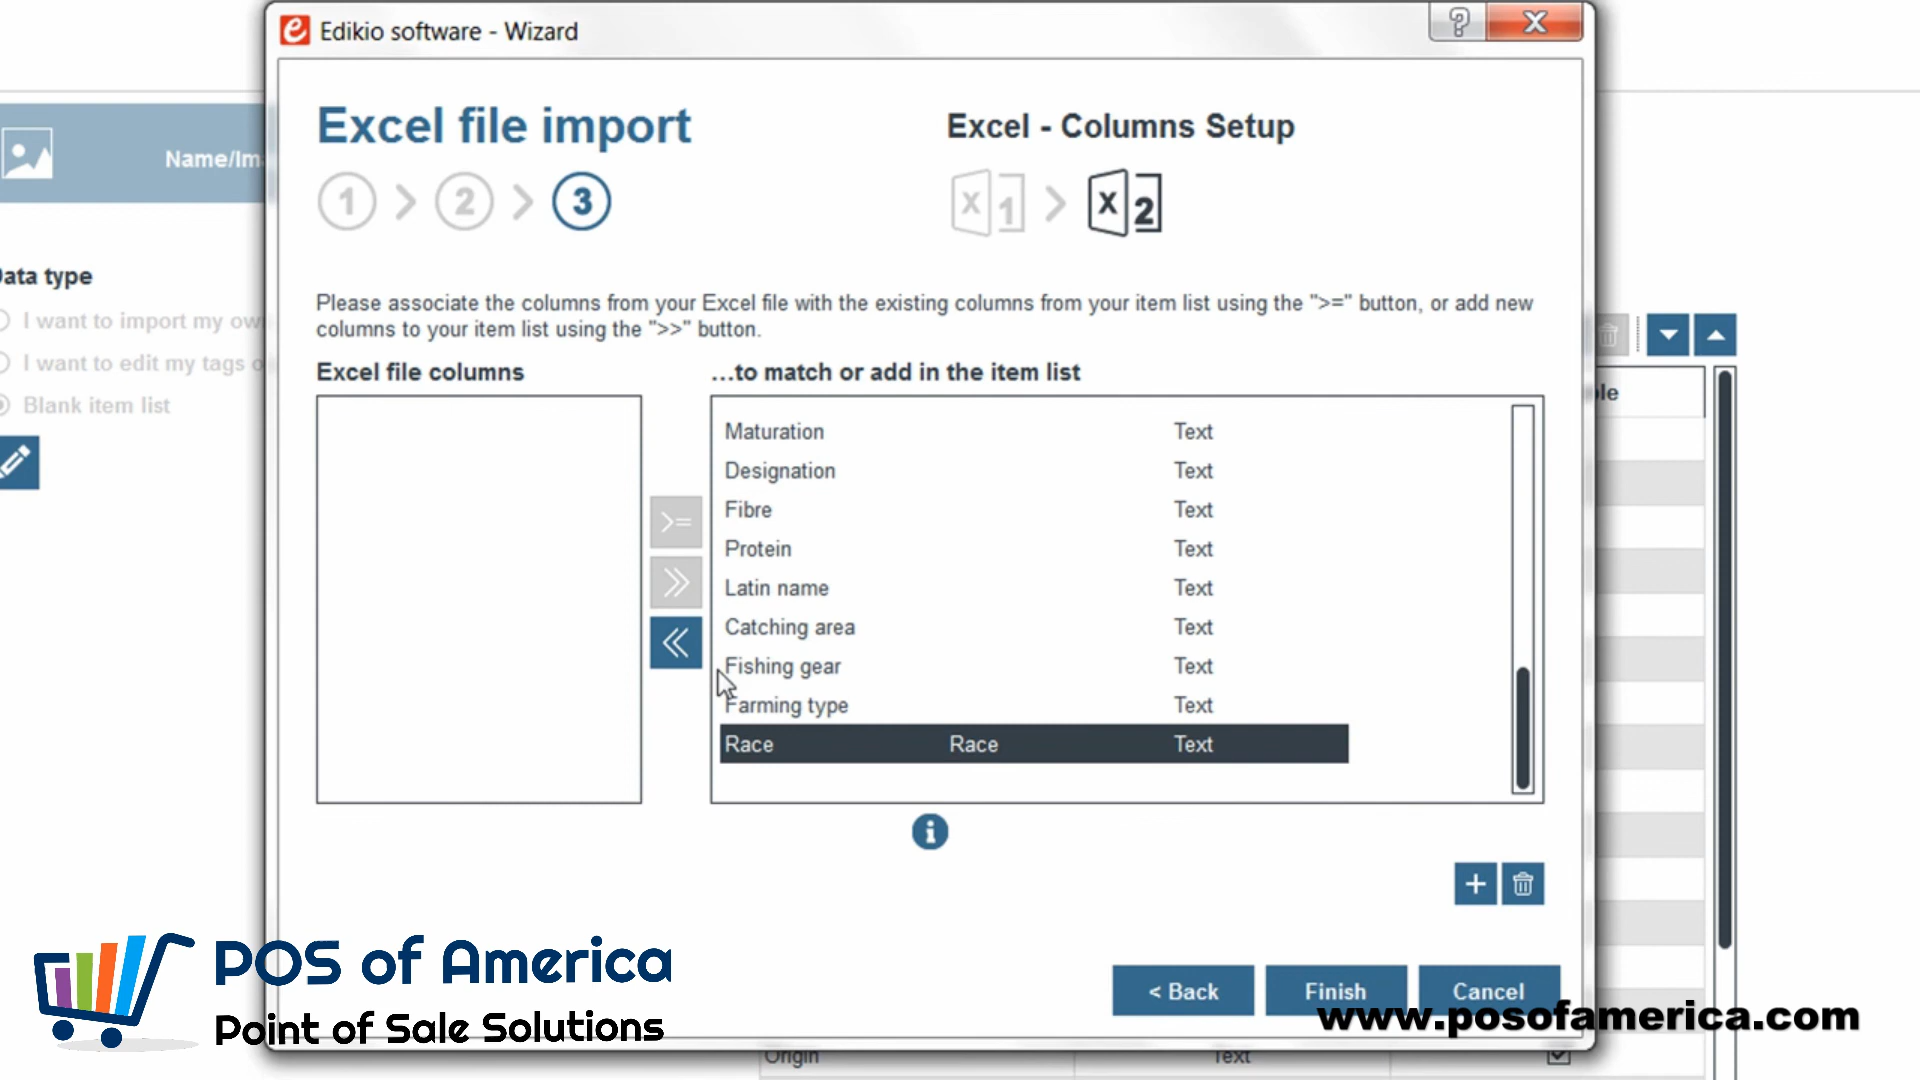 Edikio software - Wizard
?
X
Excel file import
Excel - Columns Setup
1 > 2 > 3
X 1 > X 2
Name/Ima
Data type
I want to import my own
I want to edit my tags o
Blank item list
Please associate the columns from your Excel file with the existing columns from your item list using the ">=" button, or add new
columns to your item list using the ">>" button.
Excel file columns
...to match or add in the item list
Maturation Text
Designation Text
Fibre Text
Protein Text
Latin name Text
Catching area Text
Fishing gear Text
Farming type Text
Race Race Text
>=
i
+
< Back
Finish
Cancel
POS of America
Point of Sale Solutions
www.posofamerica.com
Origin Text